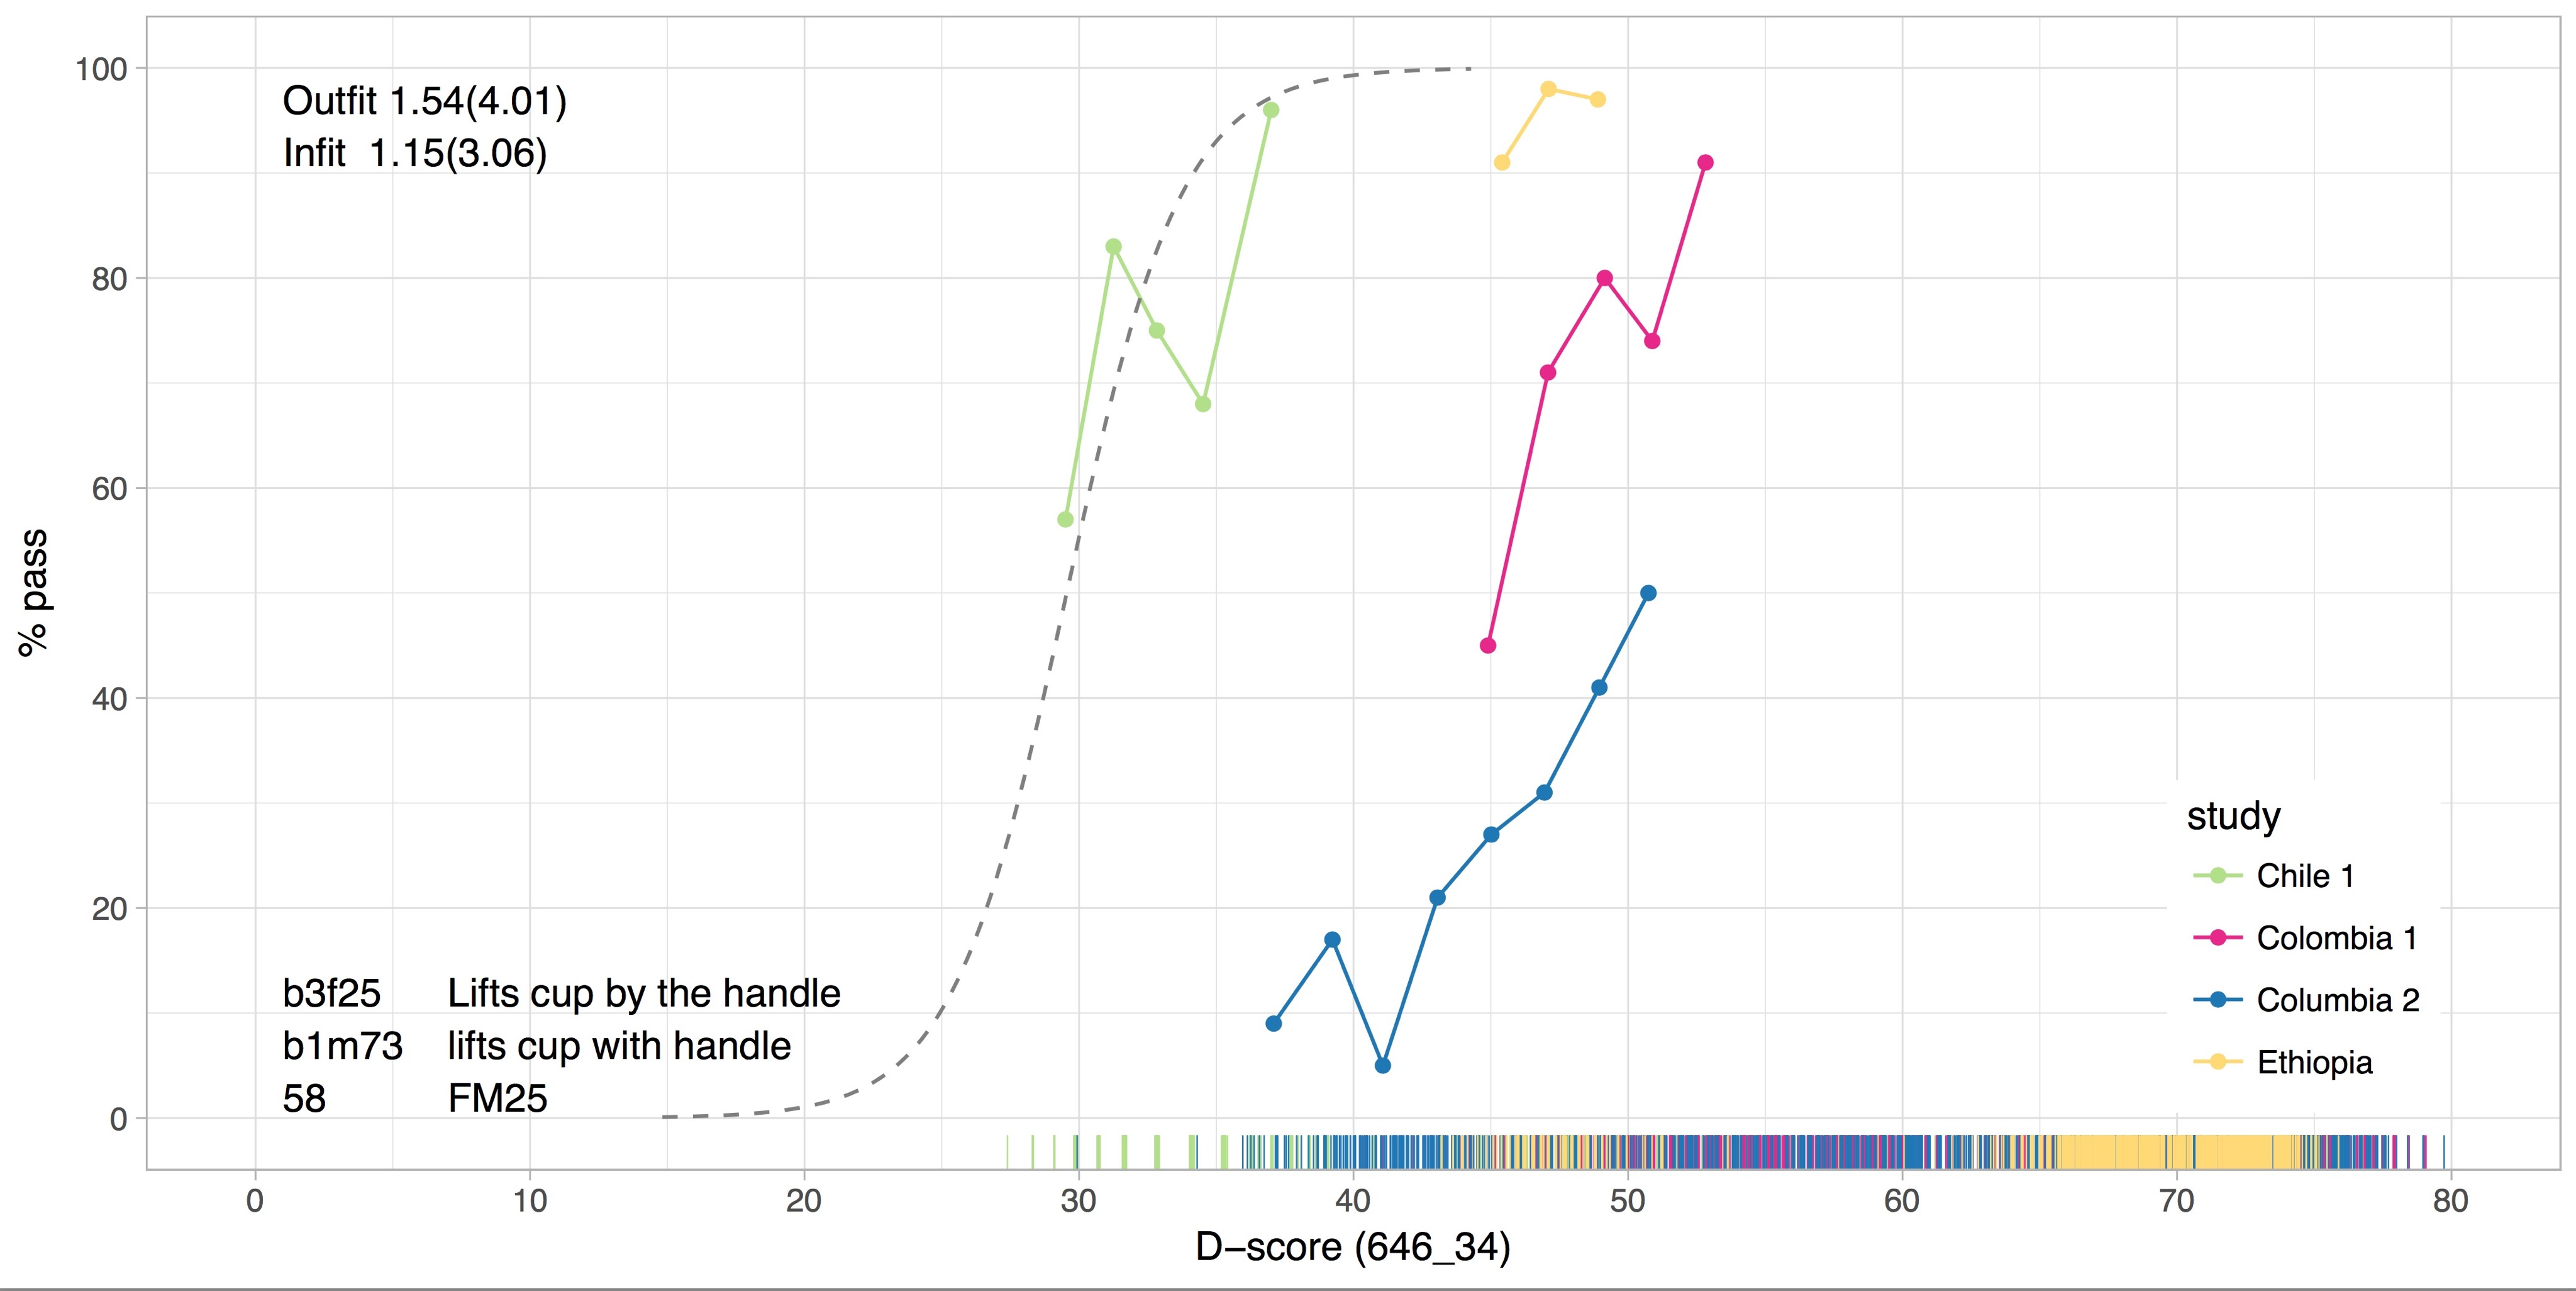 100
80
60
40
20
0
% pass
Outfit 1.54(4.01)
Infit 1.15(3.06)
b3f25 Lifts cup by the handle
b1m73 lifts cup with handle
58 FM25
study
Chile 1
Colombia 1
Columbia 2
Ethiopia
0 10 20 30 40 50 60 70 80
D−score (646_34)